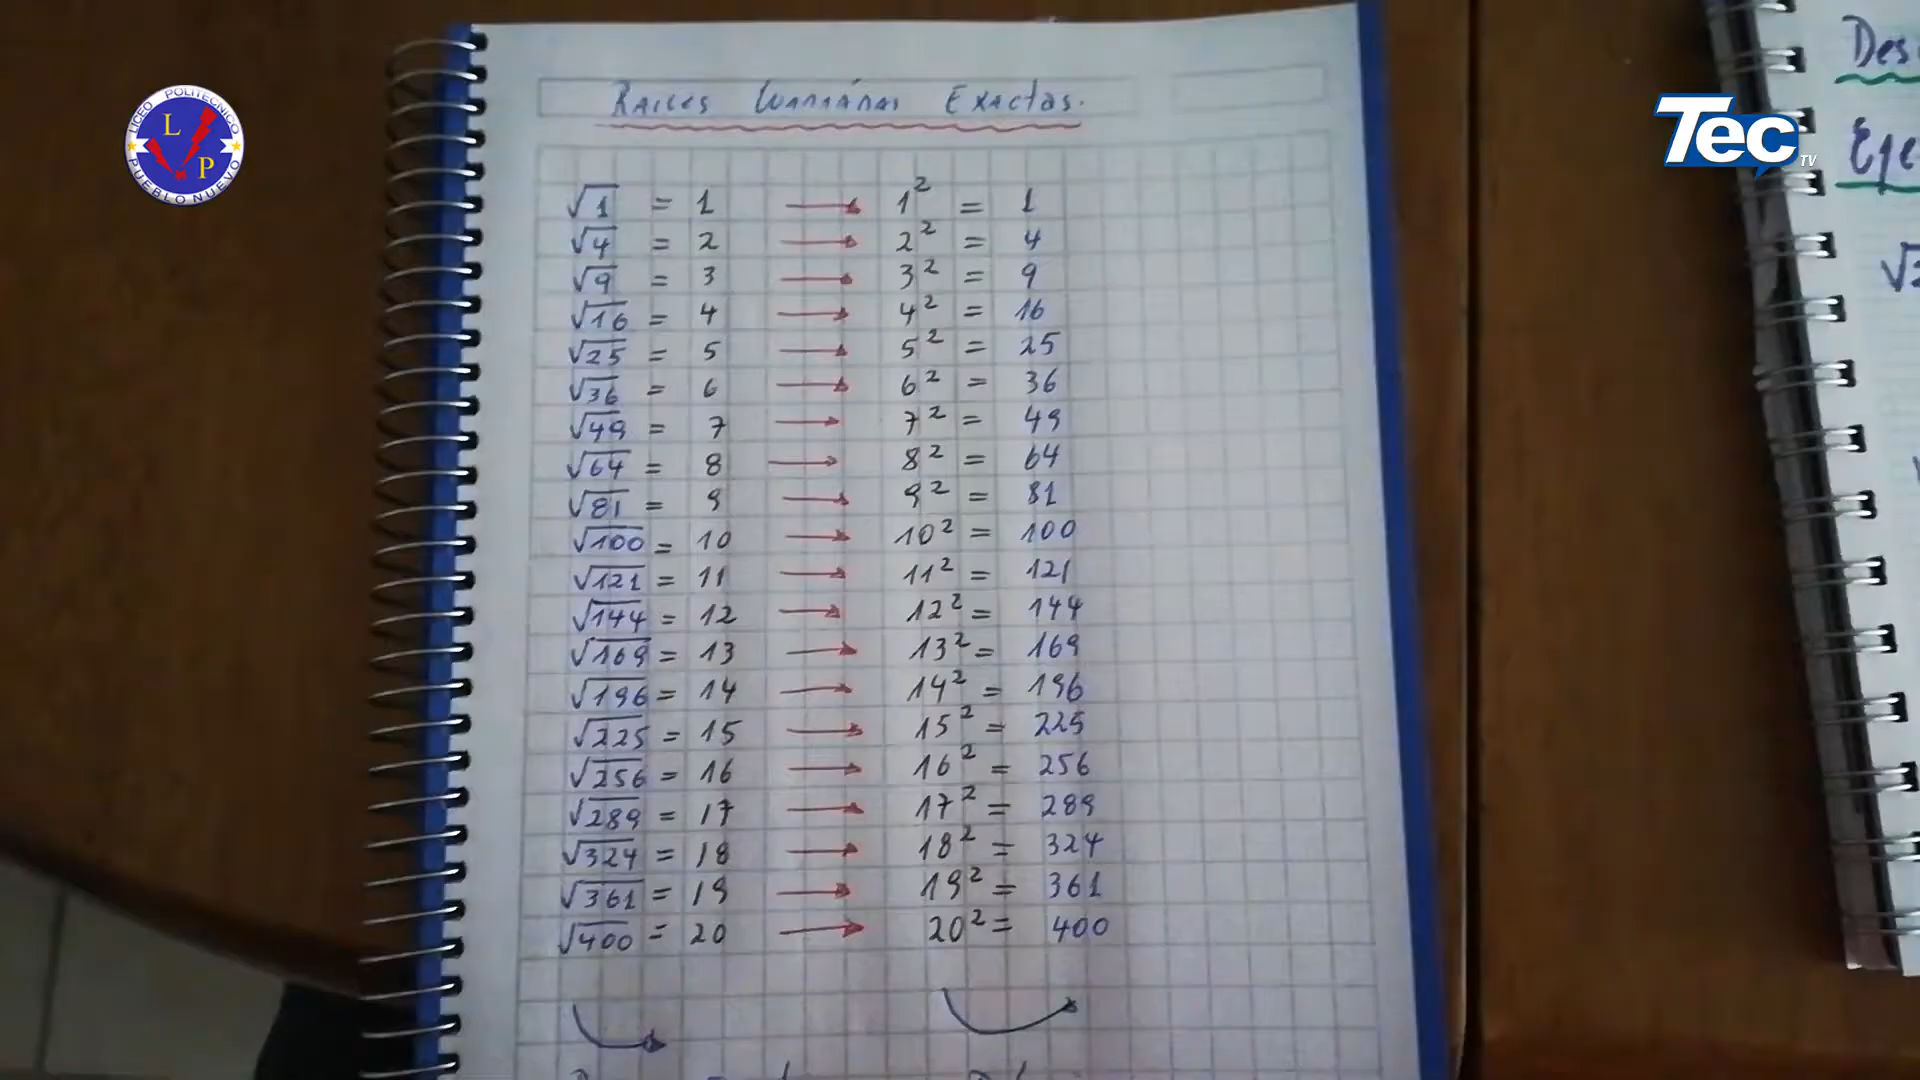 LICEO POLITECNICO
L P
PUEBLO NUEVO
Tec TV
Raices Cuadradas Exactas.
√1 = 1 → 1² = 1
√4 = 2 → 2² = 4
√9 = 3 → 3² = 9
√16 = 4 → 4² = 16
√25 = 5 → 5² = 25
√36 = 6 → 6² = 36
√49 = 7 → 7² = 49
√64 = 8 → 8² = 64
√81 = 9 → 9² = 81
√100 = 10 → 10² = 100
√121 = 11 → 11² = 121
√144 = 12 → 12² = 144
√169 = 13 → 13² = 169
√196 = 14 → 14² = 196
√225 = 15 → 15² = 225
√256 = 16 → 16² = 256
√289 = 17 → 17² = 289
√324 = 18 → 18² = 324
√361 = 19 → 19² = 361
√400 = 20 → 20² = 400